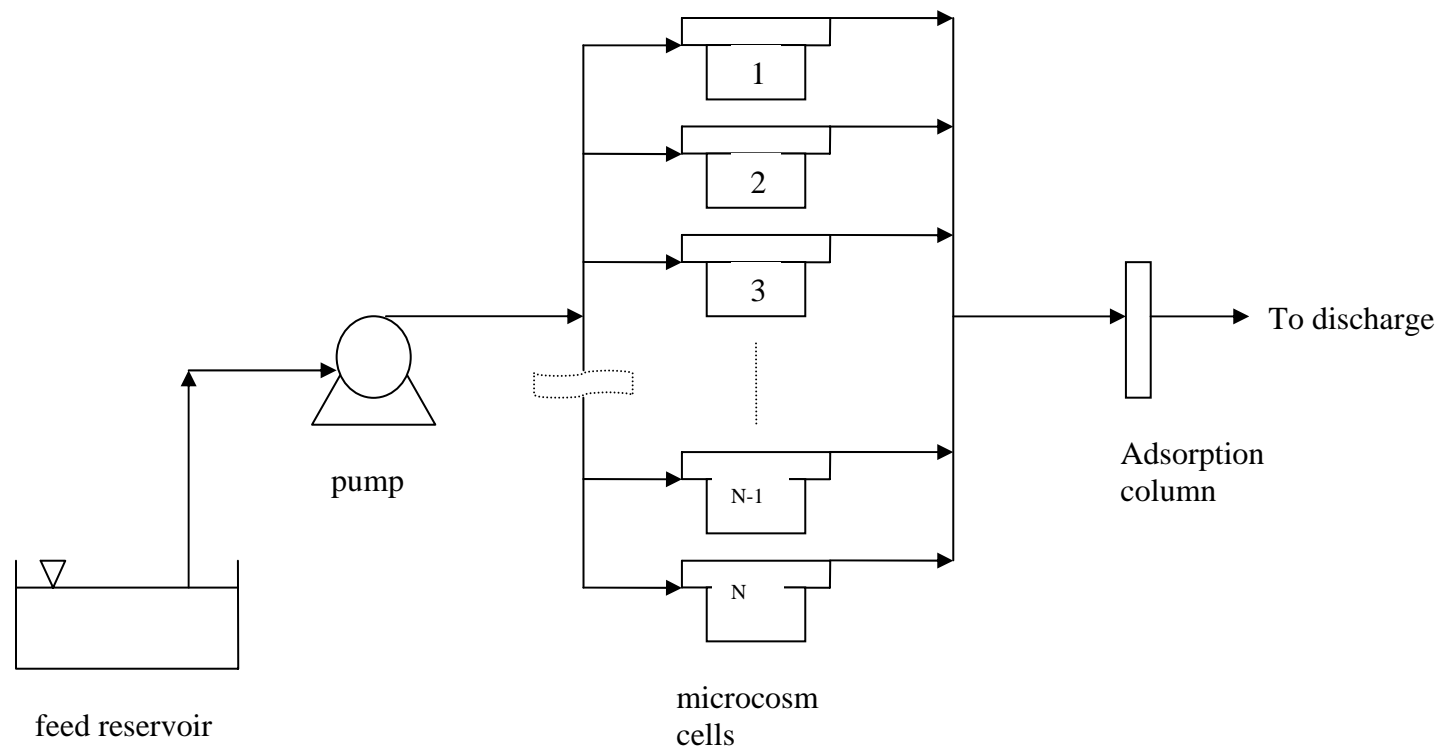 1
2
3
To discharge
pump
N-1
Adsorption
column
N
feed reservoir
microcosm
cells